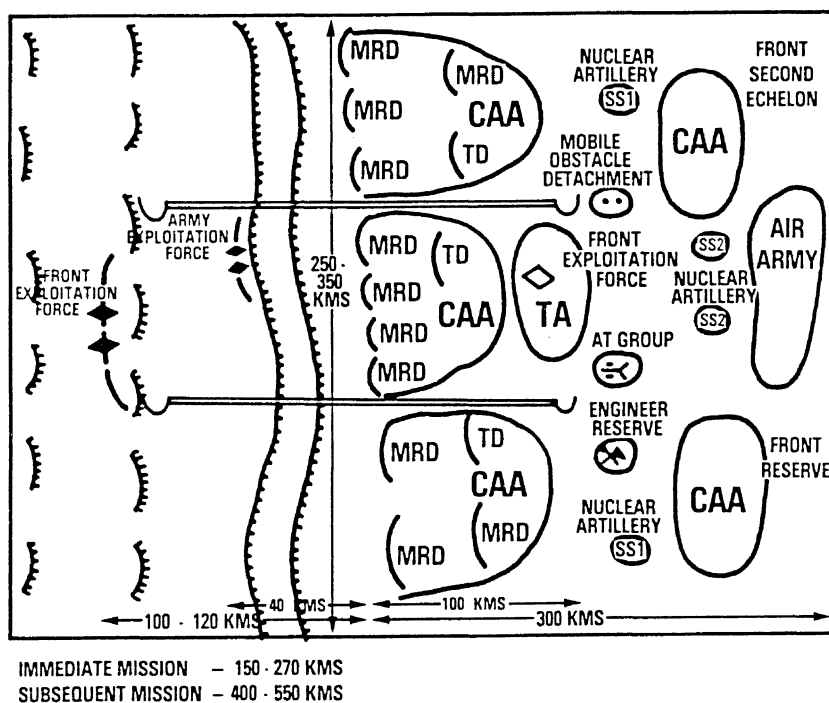 MRD
MRD
MRD
MRD
CAA
TD
NUCLEAR
ARTILLERY
SS1
FRONT
SECOND
ECHELON
CAA
MOBILE
OBSTACLE
DETACHMENT
ARMY
EXPLOITATION
FORCE
FRONT
EXPLOITATION
FORCE
250-
350
KMS
MRD
MRD
MRD
MRD
TD
CAA
FRONT
EXPLOITATION
FORCE
TA
SS2
NUCLEAR
ARTILLERY
SS2
AIR
ARMY
AT GROUP
ENGINEER
RESERVE
MRD
TD
CAA
MRD
MRD
NUCLEAR
ARTILLERY
SS1
FRONT
RESERVE
CAA
40 KMS
100 KMS
100 - 120 KMS
300 KMS
IMMEDIATE MISSION – 150 - 270 KMS
SUBSEQUENT MISSION – 400 - 550 KMS